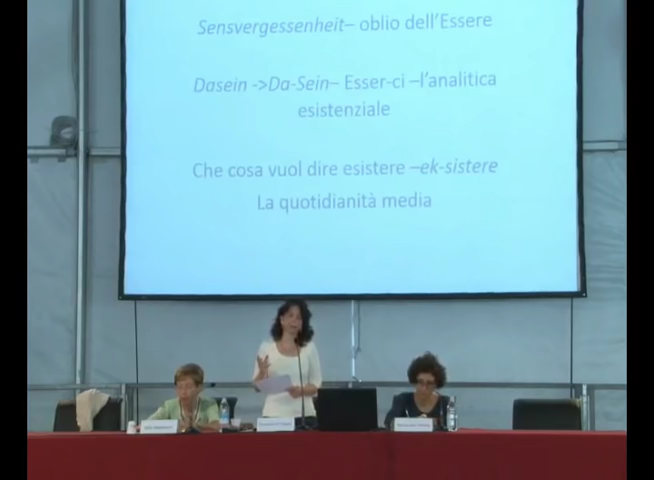 Sensvergessenheit– oblio dell'Essere
Dasein ->Da-Sein– Esser-ci –l'analitica
esistenziale
Che cosa vuol dire esistere –ek-sistere
La quotidianità media